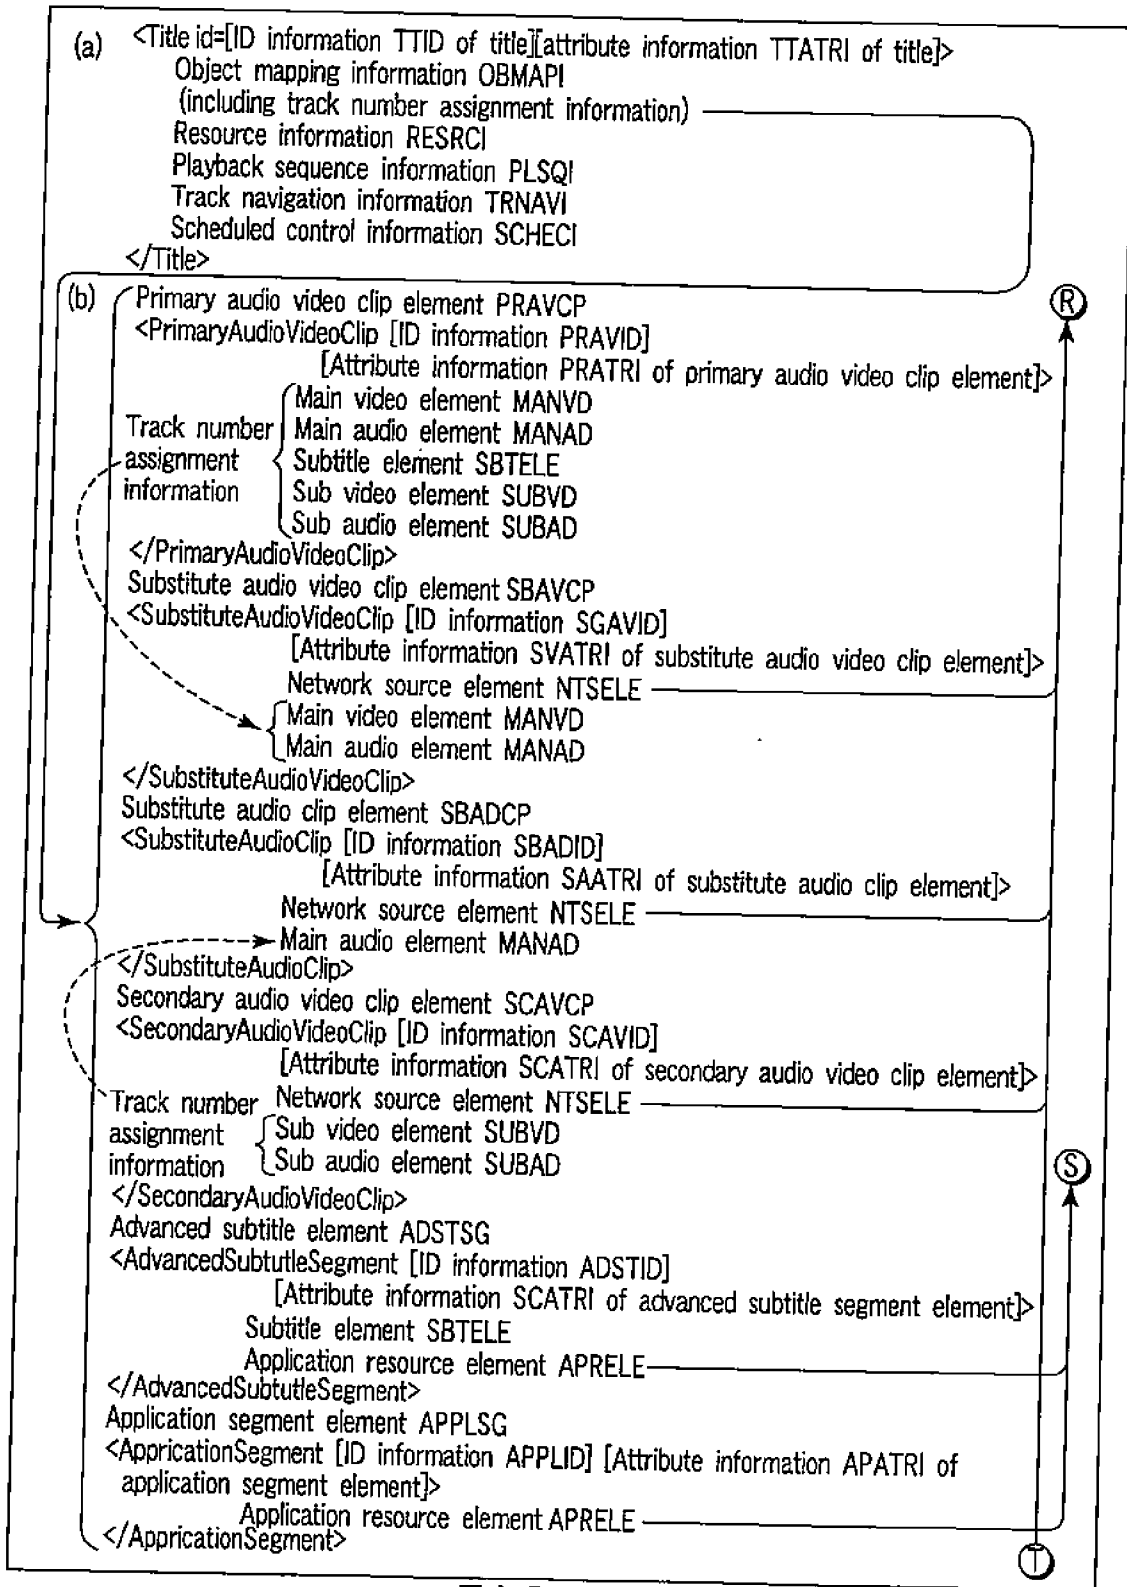 (a) <Title id=[ID information TTID of title][attribute information TTATRI of title]>
Object mapping information OBMAPI
(including track number assignment information)
Resource information RESRCI
Playback sequence information PLSQI
Track navigation information TRNAVI
Scheduled control information SCHECI
</Title>
(b) Primary audio video clip element PRAVCP
R
<PrimaryAudioVideoClip [ID information PRAVID]
[Attribute information PRATRI of primary audio video clip element]>
Main video element MANVD
Track number Main audio element MANAD
assignment Subtitle element SBTELE
information Sub video element SUBVD
Sub audio element SUBAD
</PrimaryAudioVideoClip>
Substitute audio video clip element SBAVCP
<SubstituteAudioVideoClip [ID information SGAVID]
[Attribute information SVATRI of substitute audio video clip element]>
Network source element NTSELE
Main video element MANVD
Main audio element MANAD
</SubstituteAudioVideoClip>
Substitute audio clip element SBADCP
<SubstituteAudioClip [ID information SBADID]
[Attribute information SAATRI of substitute audio clip element]>
Network source element NTSELE
Main audio element MANAD
</SubstituteAudioClip>
Secondary audio video clip element SCAVCP
<SecondaryAudioVideoClip [ID information SCAVID]
[Attribute information SCATRI of secondary audio video clip element]>
Track number Network source element NTSELE
assignment Sub video element SUBVD
information Sub audio element SUBAD
S
</SecondaryAudioVideoClip>
Advanced subtitle element ADSTSG
<AdvancedSubtutleSegment [ID information ADSTID]
[Attribute information SCATRI of advanced subtitle segment element]>
Subtitle element SBTELE
Application resource element APRELE
</AdvancedSubtutleSegment>
Application segment element APPLSG
<AppricationSegment [ID information APPLID] [Attribute information APATRI of
application segment element]>
Application resource element APRELE
</AppricationSegment>
T